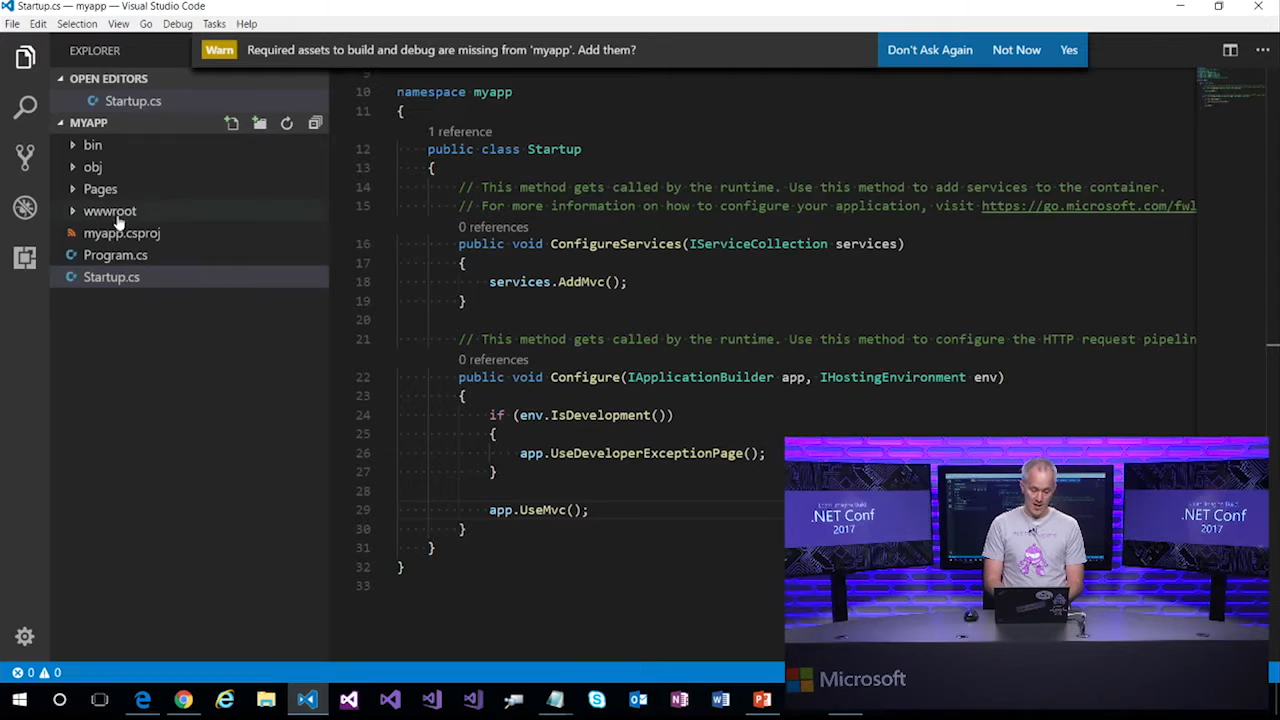 Startup.cs — myapp — Visual Studio Code
File Edit Selection View Go Debug Tasks Help
EXPLORER
Warn Required assets to build and debug are missing from 'myapp'. Add them? Don't Ask Again Not Now Yes
OPEN EDITORS
Startup.cs
MYAPP
bin
obj
Pages
wwwroot
myapp.csproj
Program.cs
Startup.cs
9
10 namespace myapp
11 {
1 reference
12 public class Startup
13 {
14 // This method gets called by the runtime. Use this method to add services to the container.
15 // For more information on how to configure your application, visit https://go.microsoft.com/fwl
0 references
16 public void ConfigureServices(IServiceCollection services)
17 {
18 services.AddMvc();
19 }
20
21 // This method gets called by the runtime. Use this method to configure the HTTP request pipelin
0 references
22 public void Configure(IApplicationBuilder app, IHostingEnvironment env)
23 {
24 if (env.IsDevelopment())
25 {
26 app.UseDeveloperExceptionPage();
27 }
28
29 app.UseMvc();
30 }
31 }
32 }
33
0 0
.NET Conf
2017
.NET Conf
2017
Microsoft